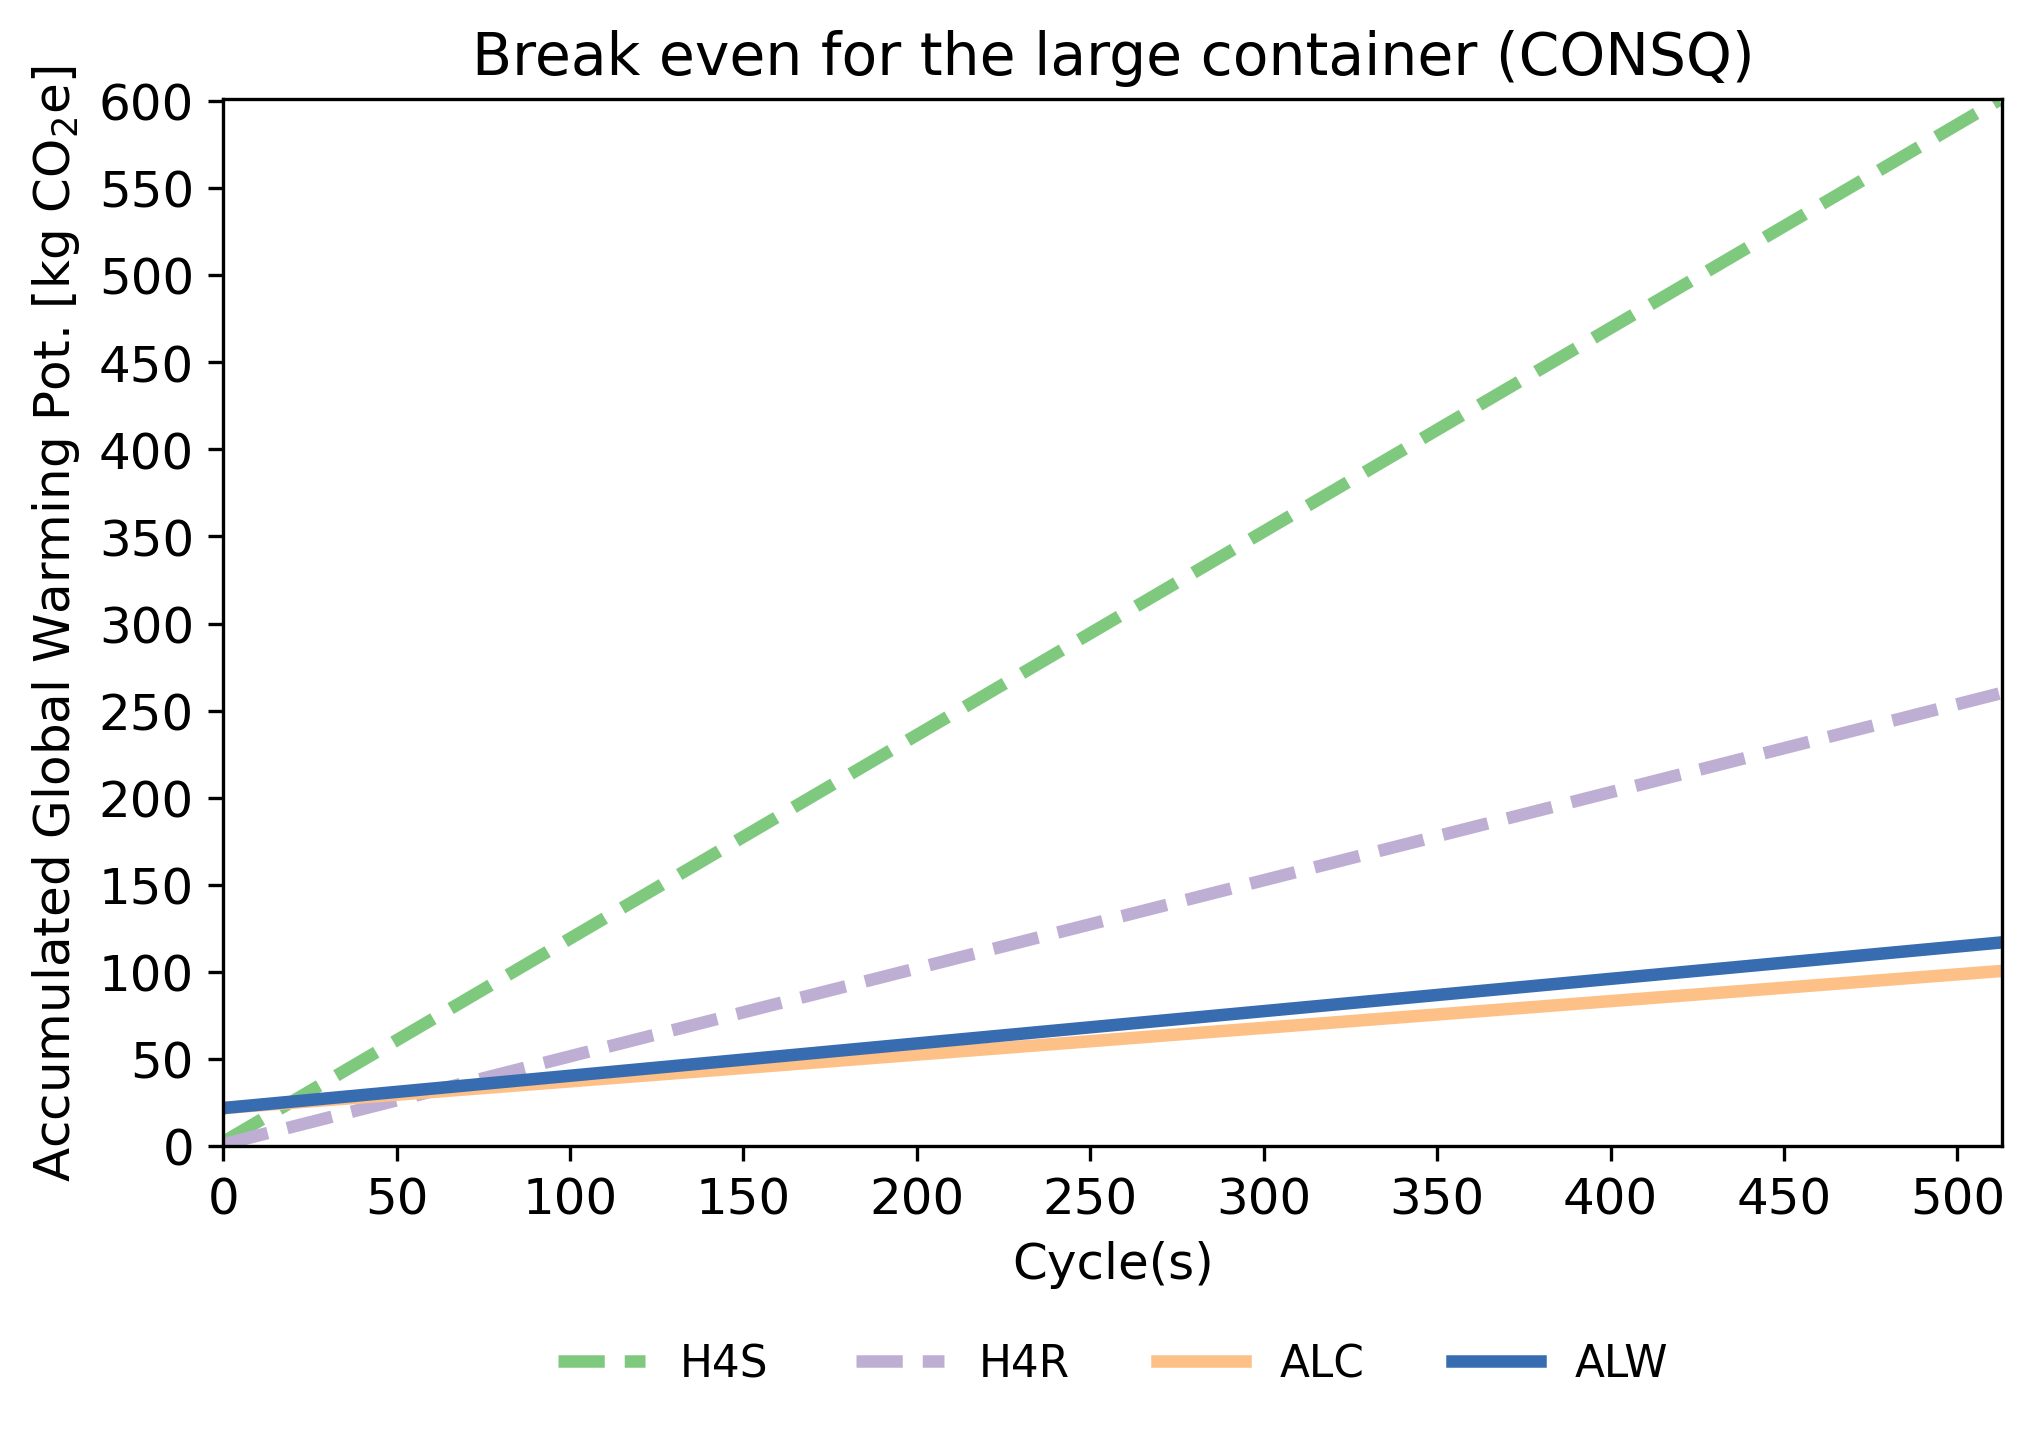 Break even for the large container (CONSQ)
Accumulated Global Warming Pot. [kg CO₂e]
600
550
500
450
400
350
300
250
200
150
100
50
0
0 50 100 150 200 250 300 350 400 450 500
Cycle(s)
H4S H4R ALC ALW